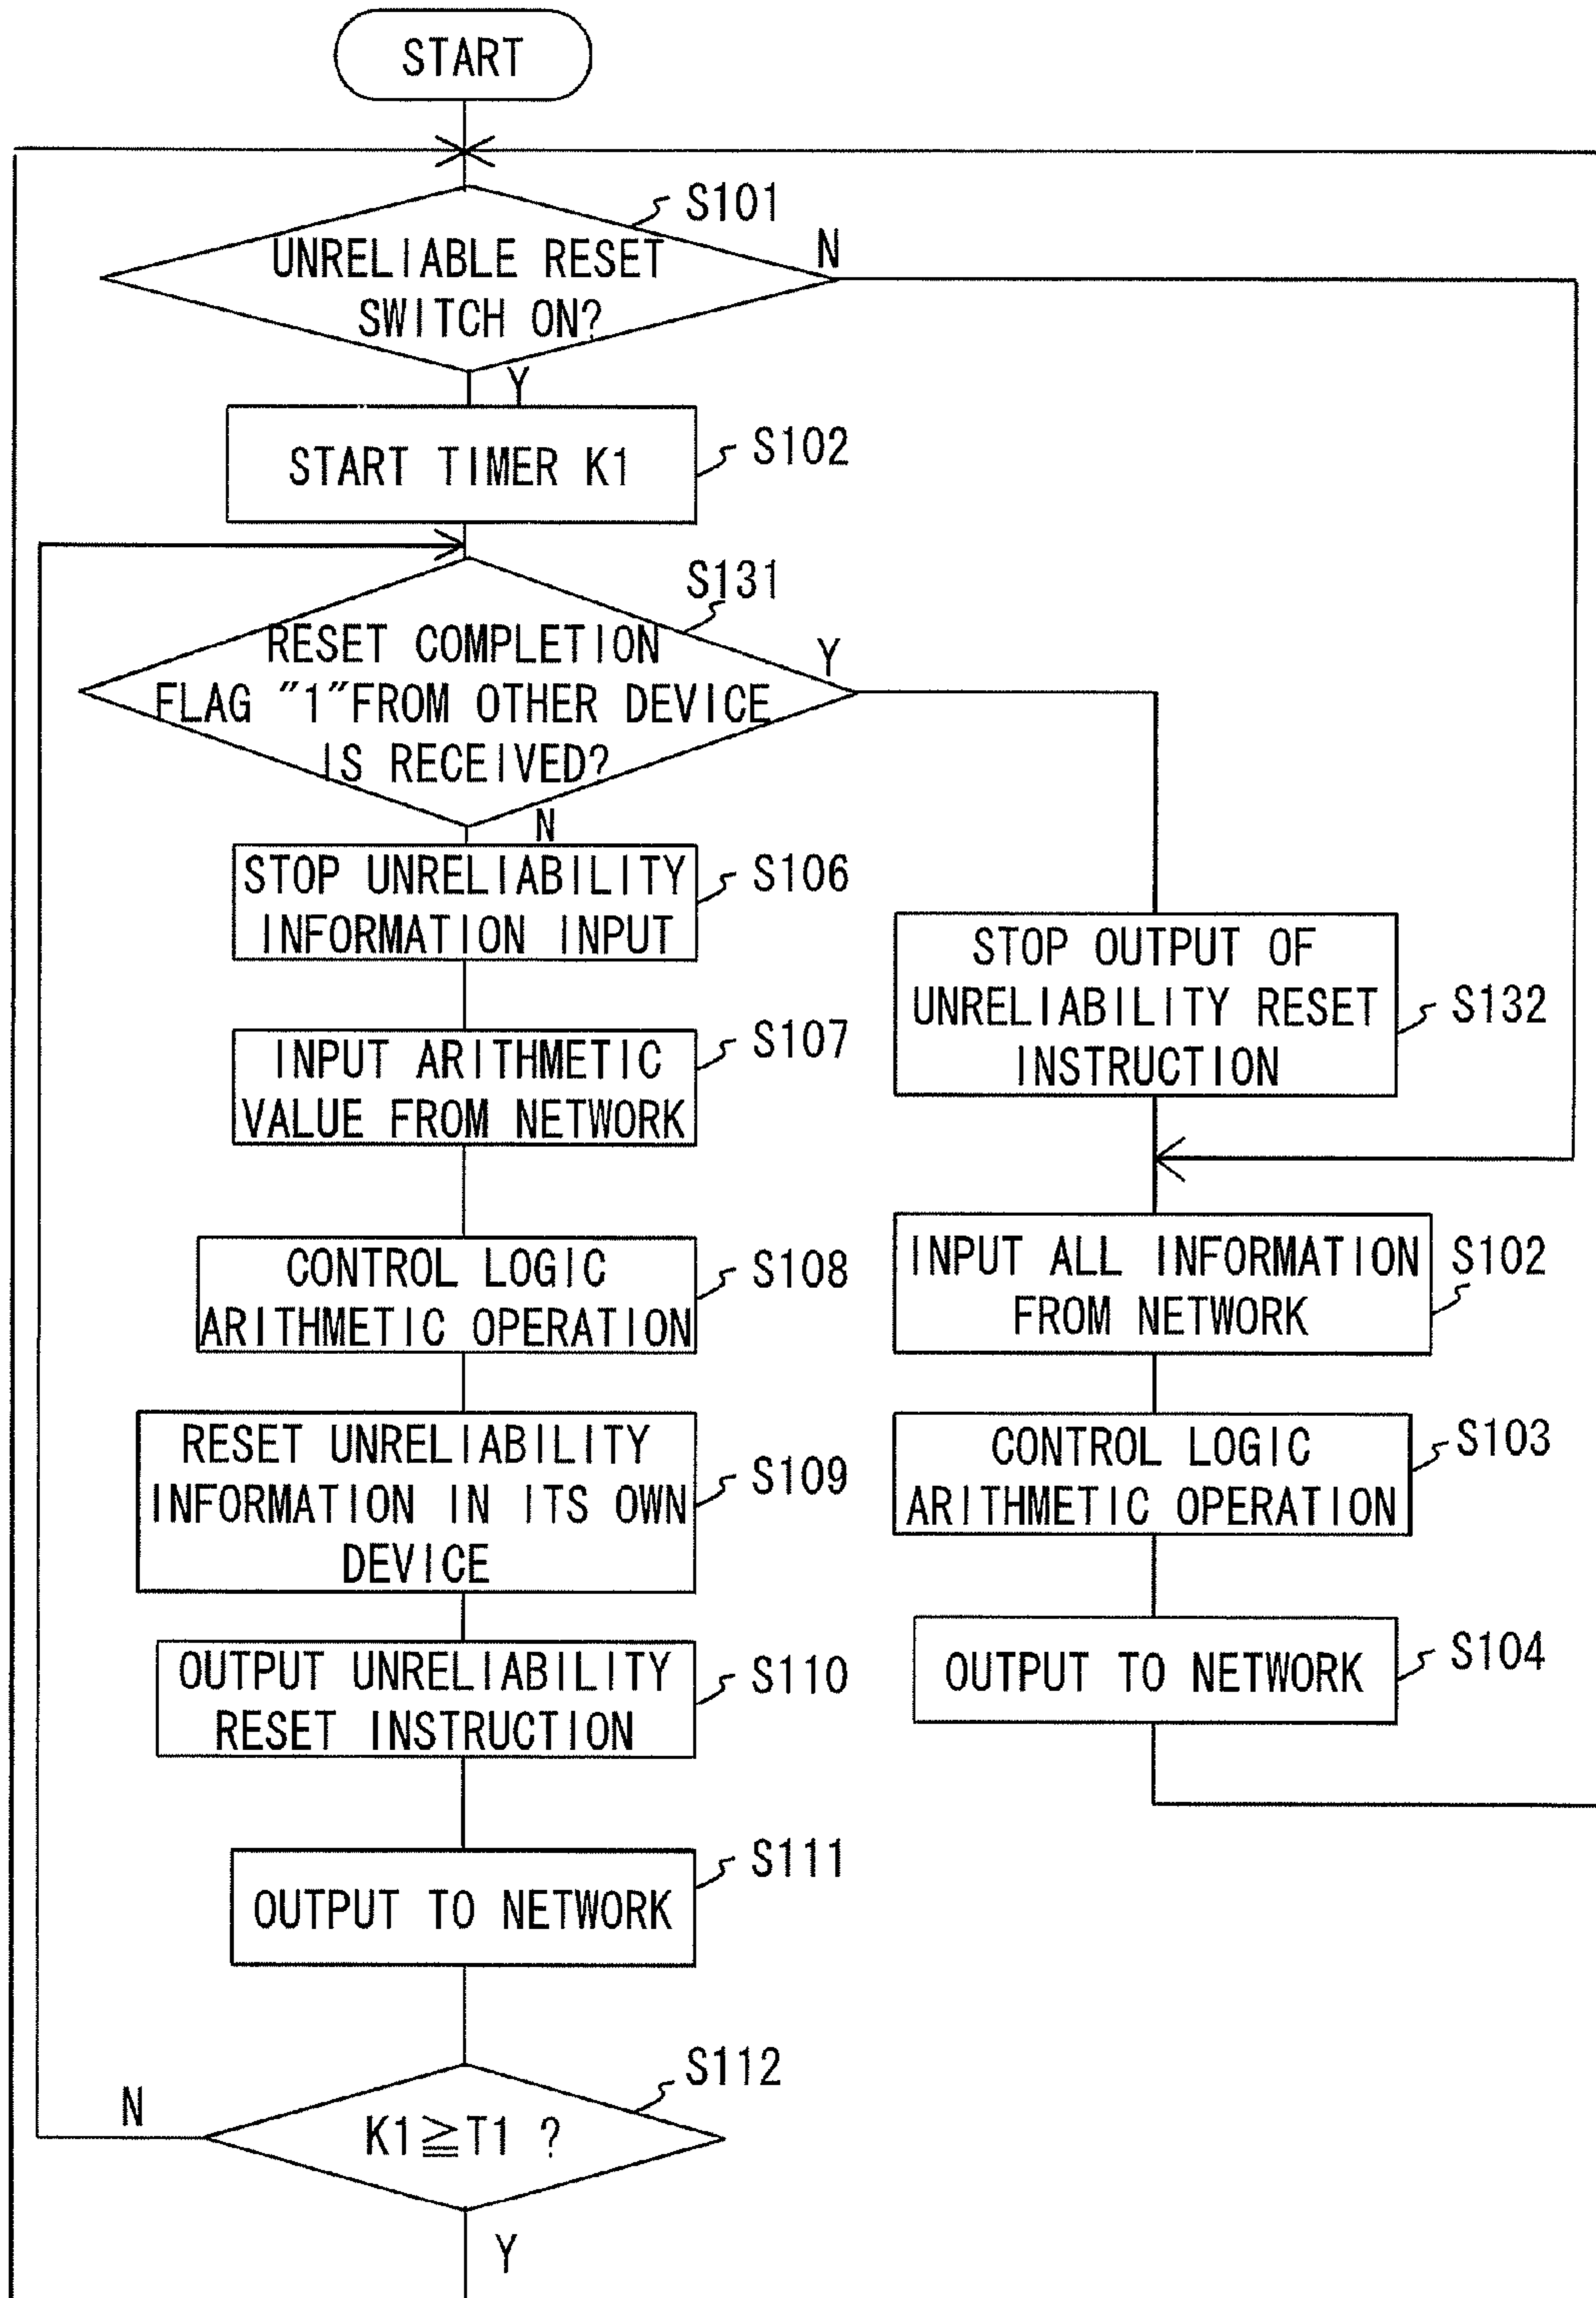 START
S101
UNRELIABLE RESET
SWITCH ON?
N
Y
START TIMER K1
S102
S131
RESET COMPLETION
FLAG "1"FROM OTHER DEVICE
IS RECEIVED?
Y
N
STOP UNRELIABILITY
INFORMATION INPUT
S106
INPUT ARITHMETIC
VALUE FROM NETWORK
S107
CONTROL LOGIC
ARITHMETIC OPERATION
S108
RESET UNRELIABILITY
INFORMATION IN ITS OWN
DEVICE
S109
OUTPUT UNRELIABILITY
RESET INSTRUCTION
S110
OUTPUT TO NETWORK
S111
S112
K1≧T1 ?
N
Y
STOP OUTPUT OF
UNRELIABILITY RESET
INSTRUCTION
S132
INPUT ALL INFORMATION
FROM NETWORK
S102
CONTROL LOGIC
ARITHMETIC OPERATION
S103
OUTPUT TO NETWORK
S104